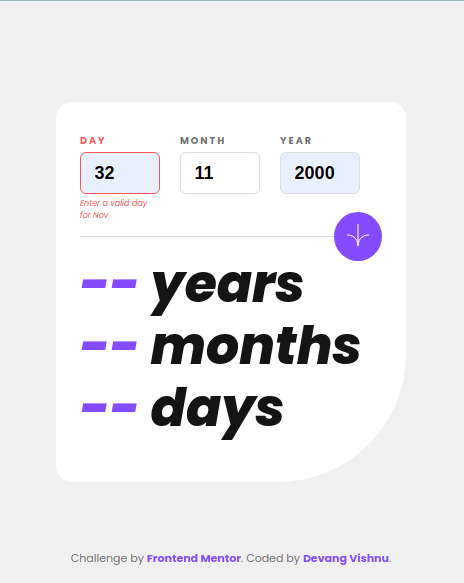 DAY MONTH YEAR
32 11 2000
Enter a valid day
for Nov
-- years
-- months
-- days
Challenge by Frontend Mentor. Coded by Devang Vishnu.